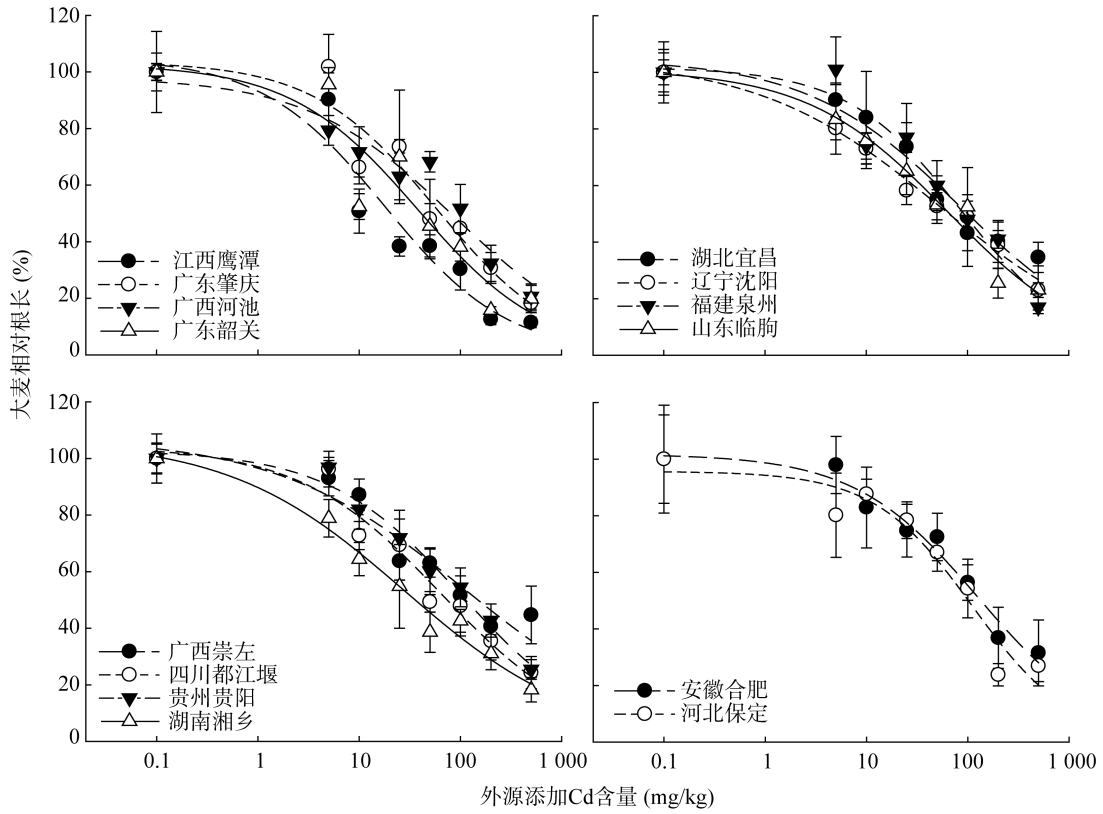 大麦相对根长 (%)
120
100
80
60
40
20
0
江西鹰潭
广东肇庆
广西河池
广东韶关
湖北宜昌
辽宁沈阳
福建泉州
山东临朐
120
100
80
60
40
20
0
广西崇左
四川都江堰
贵州贵阳
湖南湘乡
安徽合肥
河北保定
0.1 1 10 100 1 000 0.1 1 10 100 1 000
外源添加Cd含量 (mg/kg)